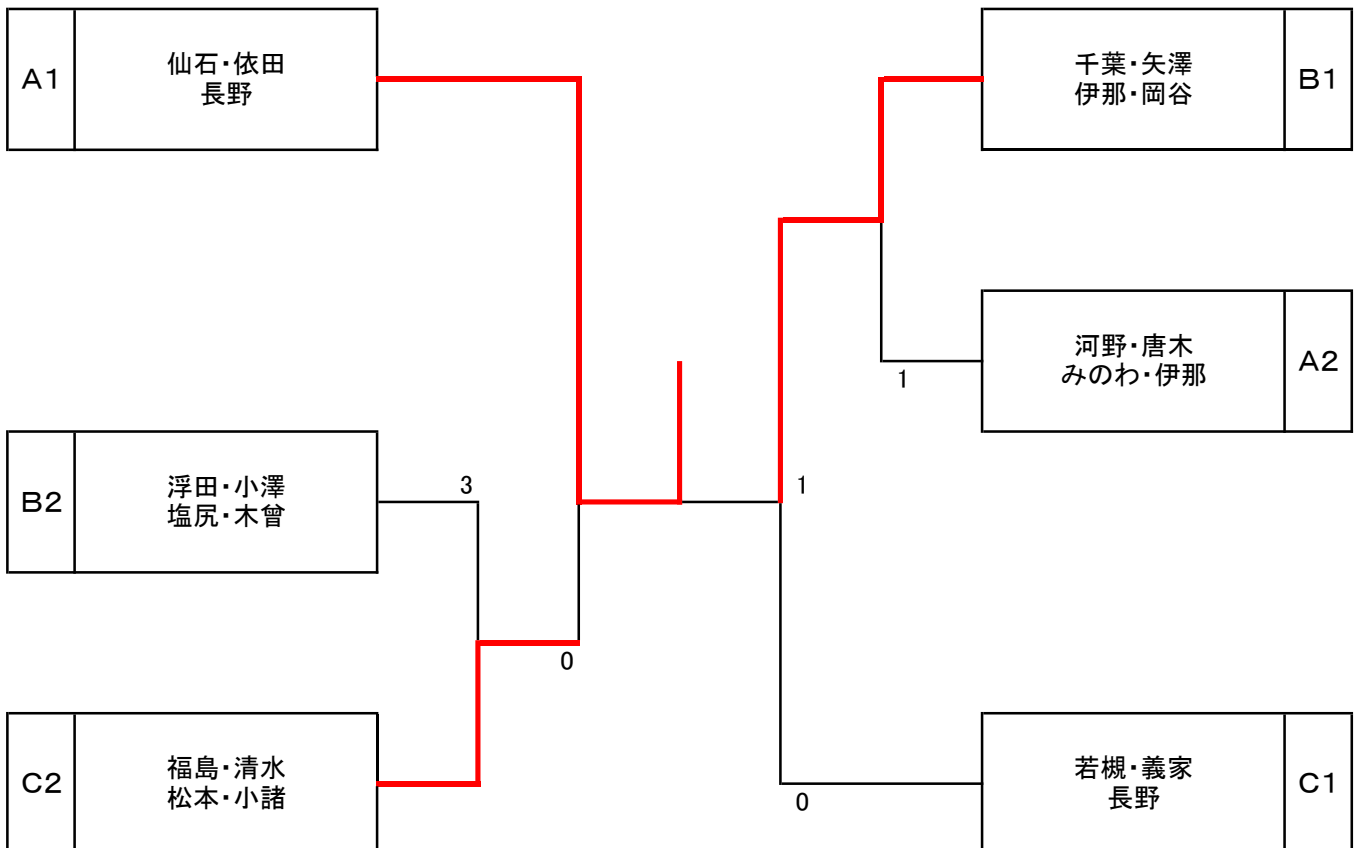 A1
仙石・依田
長野
千葉・矢澤
伊那・岡谷
B1
河野・唐木
みのわ・伊那
A2
1
B2
浮田・小澤
塩尻・木曾
3
1
0
C2
福島・清水
松本・小諸
0
若槻・義家
長野
C1